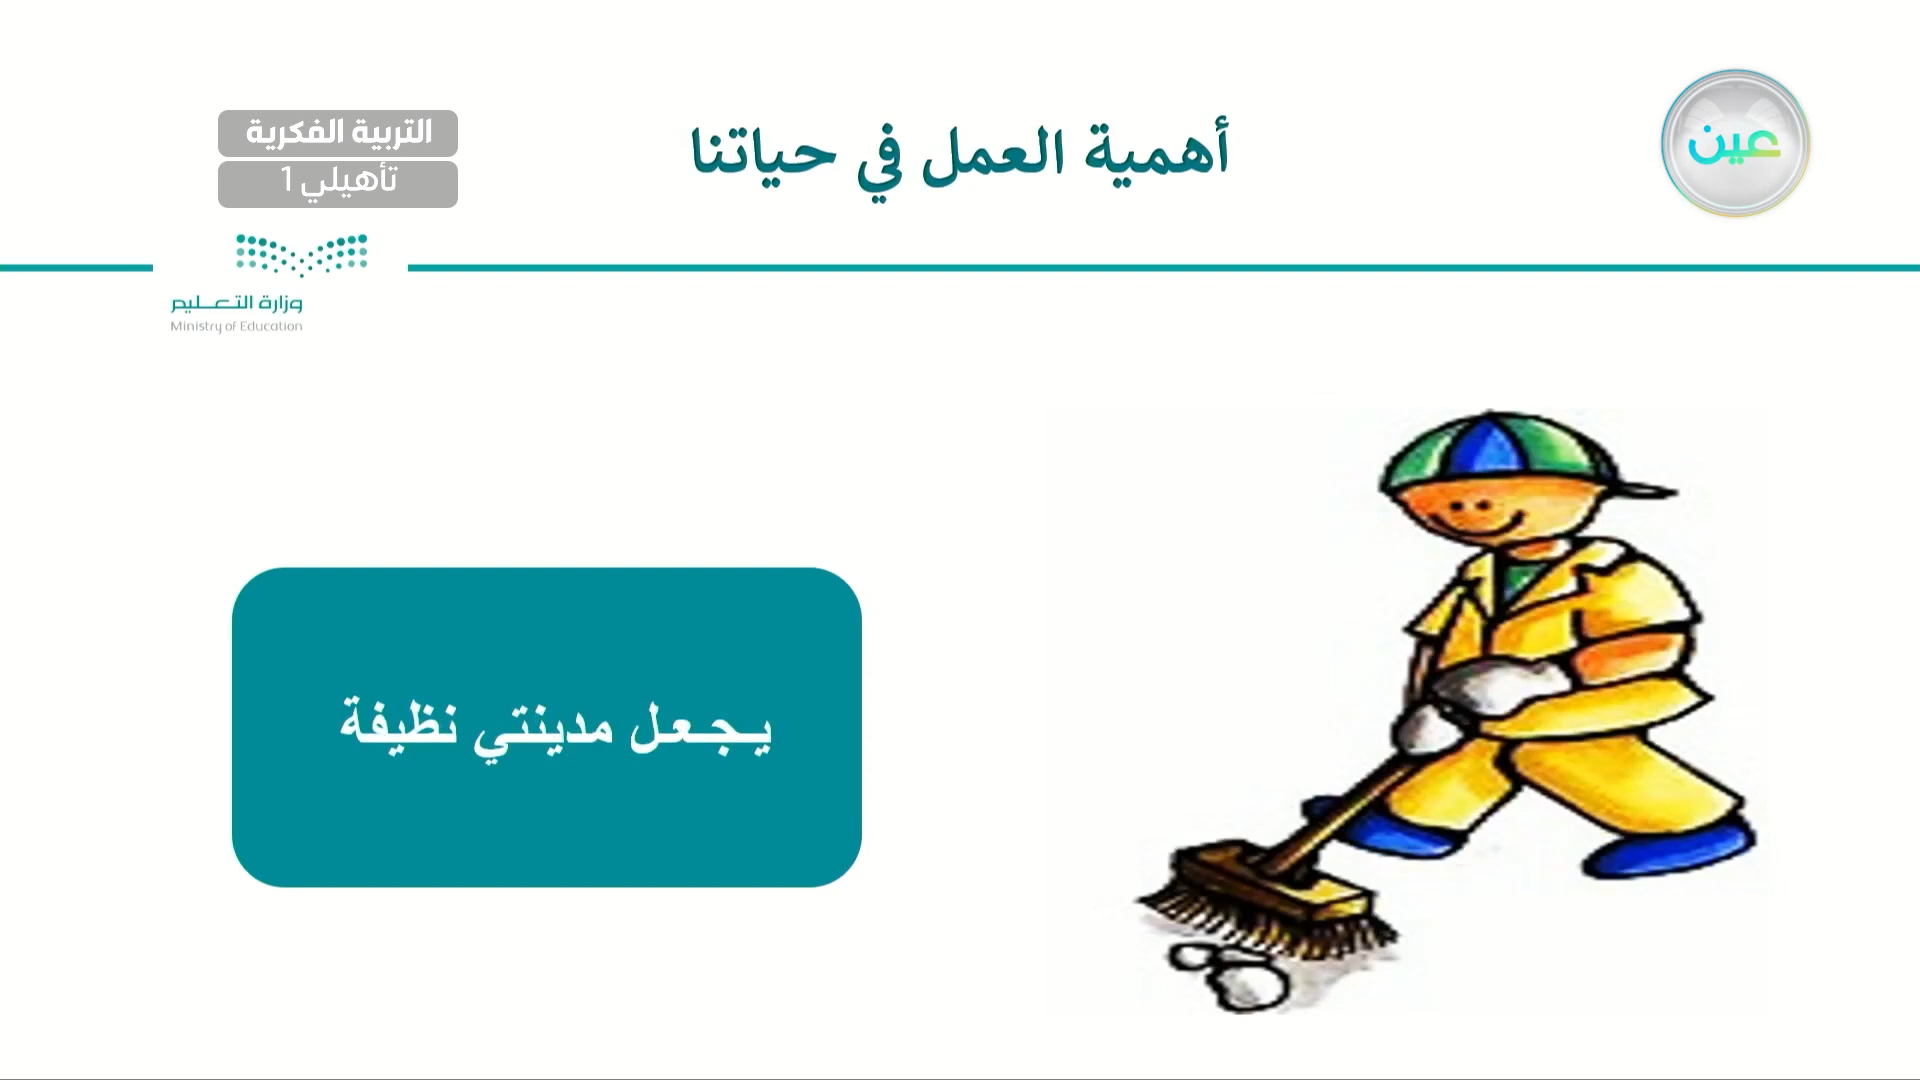 عين
أهمية العمل في حياتنا
التربية الفكرية
تأهيلي 1
وزارة التعليم
Ministry of Education
يجعل مدينتي نظيفة